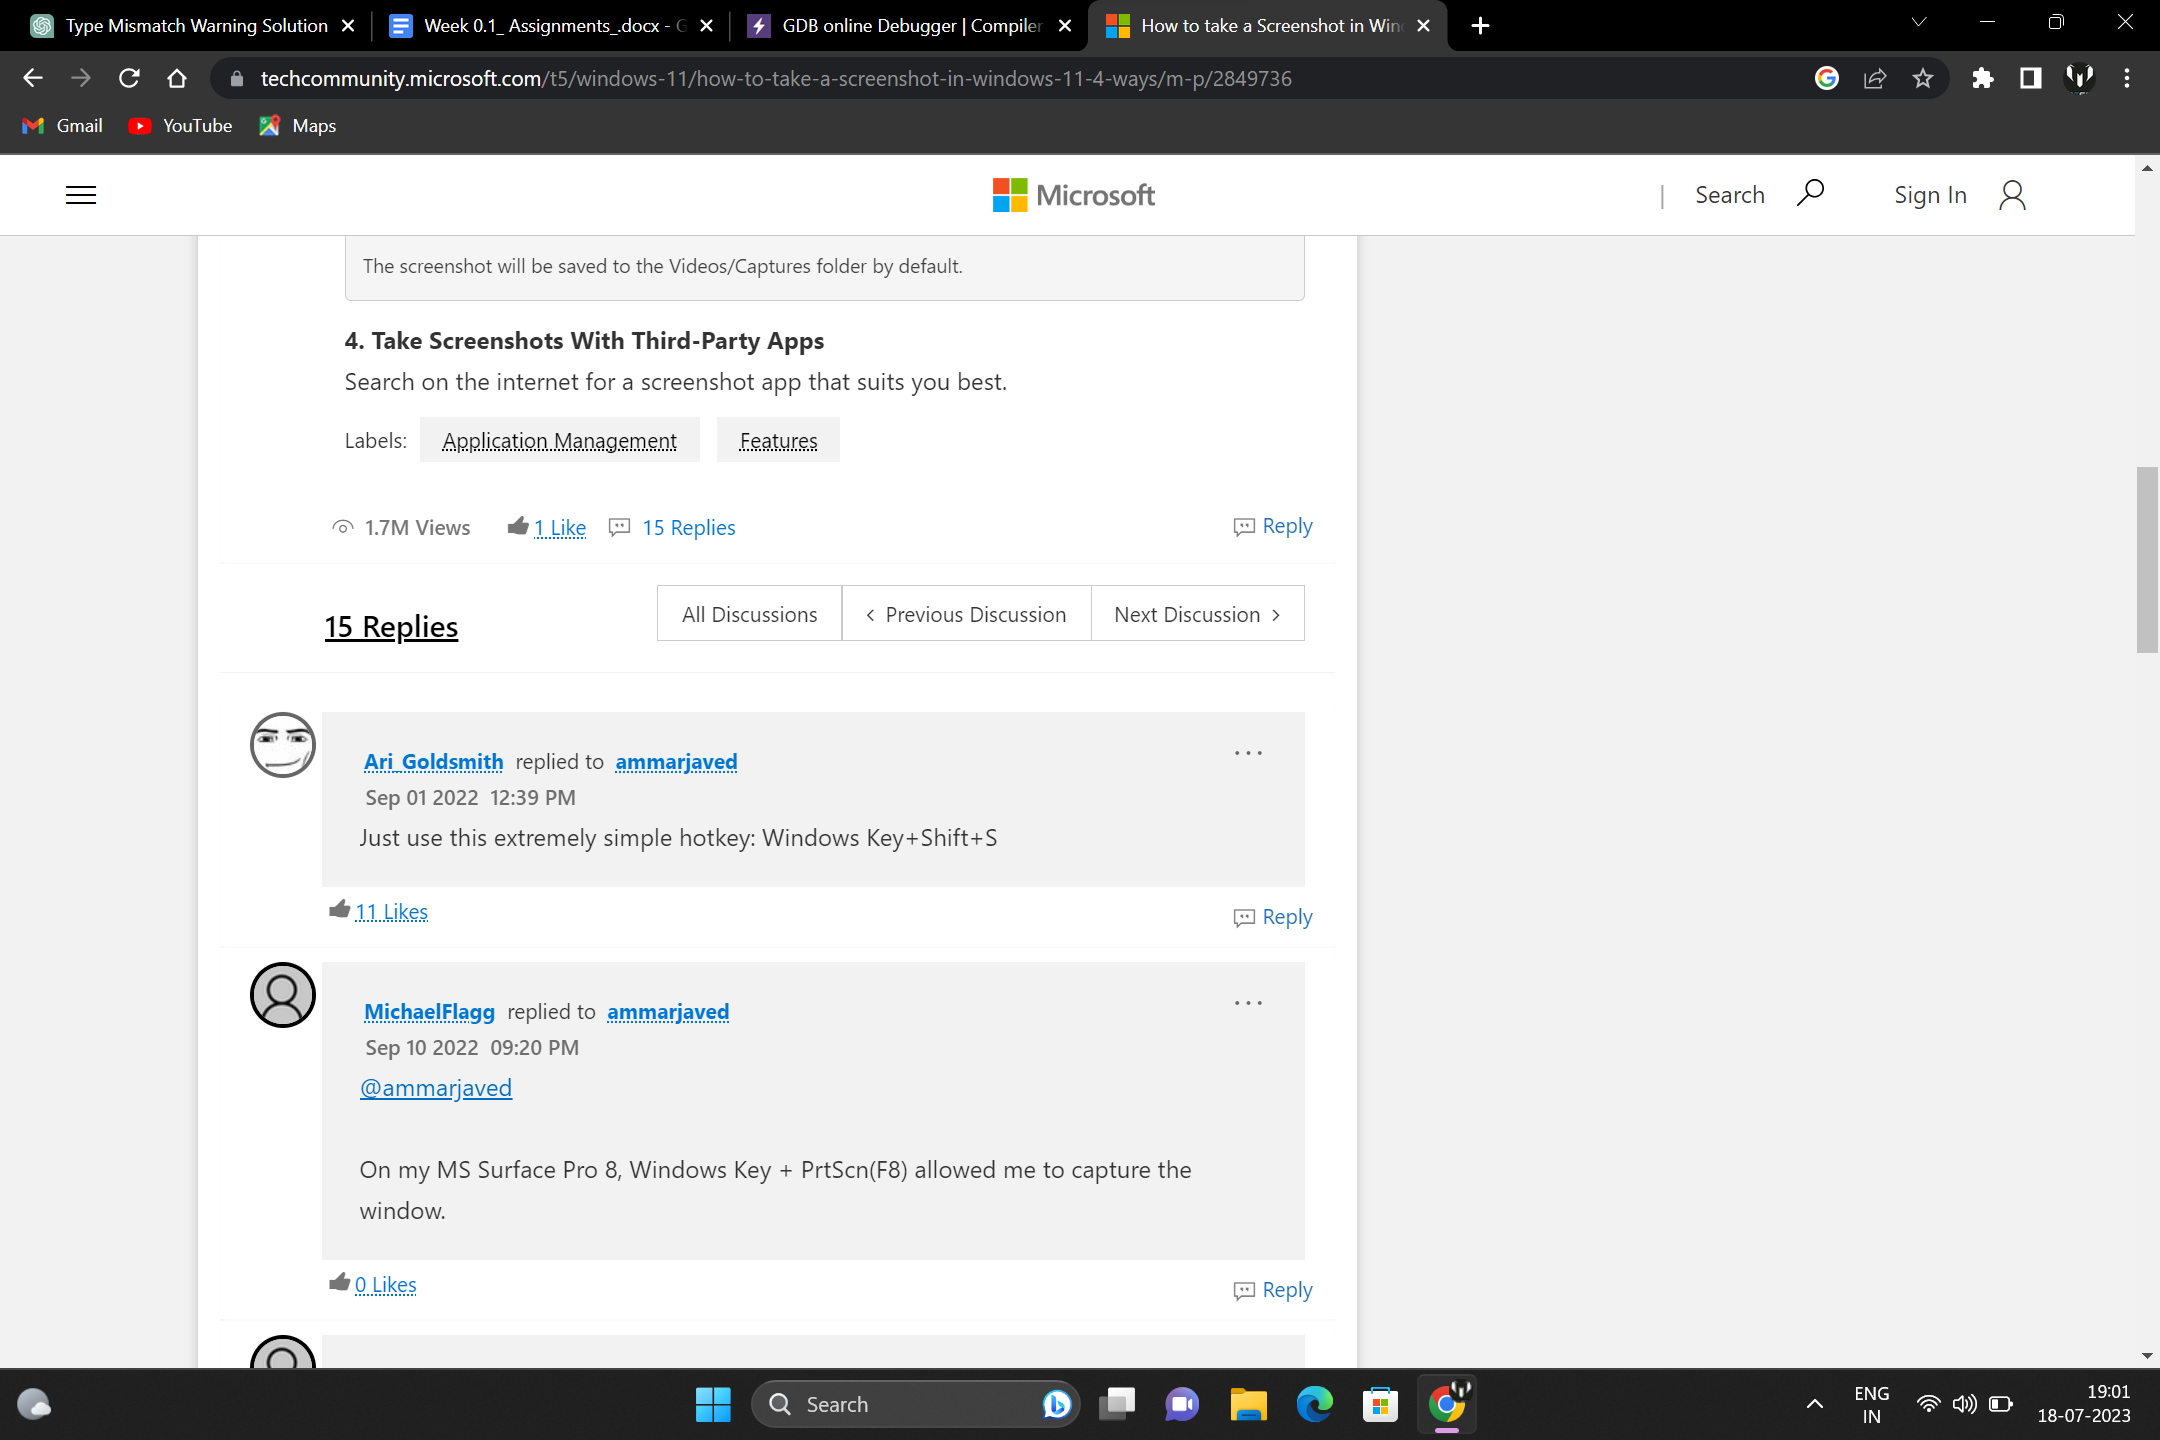 Type Mismatch Warning Solution
Week 0.1_ Assignments_.docx - G
GDB online Debugger | Compiler
How to take a Screenshot in Win
techcommunity.microsoft.com/t5/windows-11/how-to-take-a-screenshot-in-windows-11-4-ways/m-p/2849736
Gmail
YouTube
Maps
Microsoft
| Search
Sign In
The screenshot will be saved to the Videos/Captures folder by default.
4. Take Screenshots With Third-Party Apps
Search on the internet for a screenshot app that suits you best.
Labels: Application Management Features
1.7M Views 1 Like 15 Replies Reply
15 Replies
All Discussions
‹ Previous Discussion
Next Discussion ›
Ari_Goldsmith replied to ammarjaved
Sep 01 2022 12:39 PM
Just use this extremely simple hotkey: Windows Key+Shift+S
11 Likes
Reply
MichaelFlagg replied to ammarjaved
Sep 10 2022 09:20 PM
@ammarjaved
On my MS Surface Pro 8, Windows Key + PrtScn(F8) allowed me to capture the
window.
0 Likes
Reply
Search
ENG
IN
19:01
18-07-2023